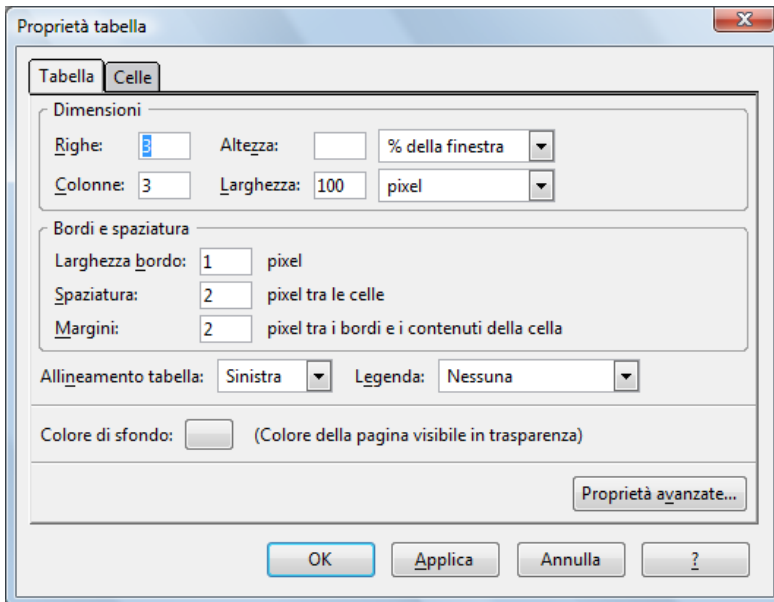 Proprietà tabella
Tabella Celle
Dimensioni
Righe: 3 Altezza: % della finestra
Colonne: 3 Larghezza: 100 pixel
Bordi e spaziatura
Larghezza bordo: 1 pixel
Spaziatura: 2 pixel tra le celle
Margini: 2 pixel tra i bordi e i contenuti della cella
Allineamento tabella: Sinistra Legenda: Nessuna
Colore di sfondo: (Colore della pagina visibile in trasparenza)
Proprietà avanzate...
OK Applica Annulla ?